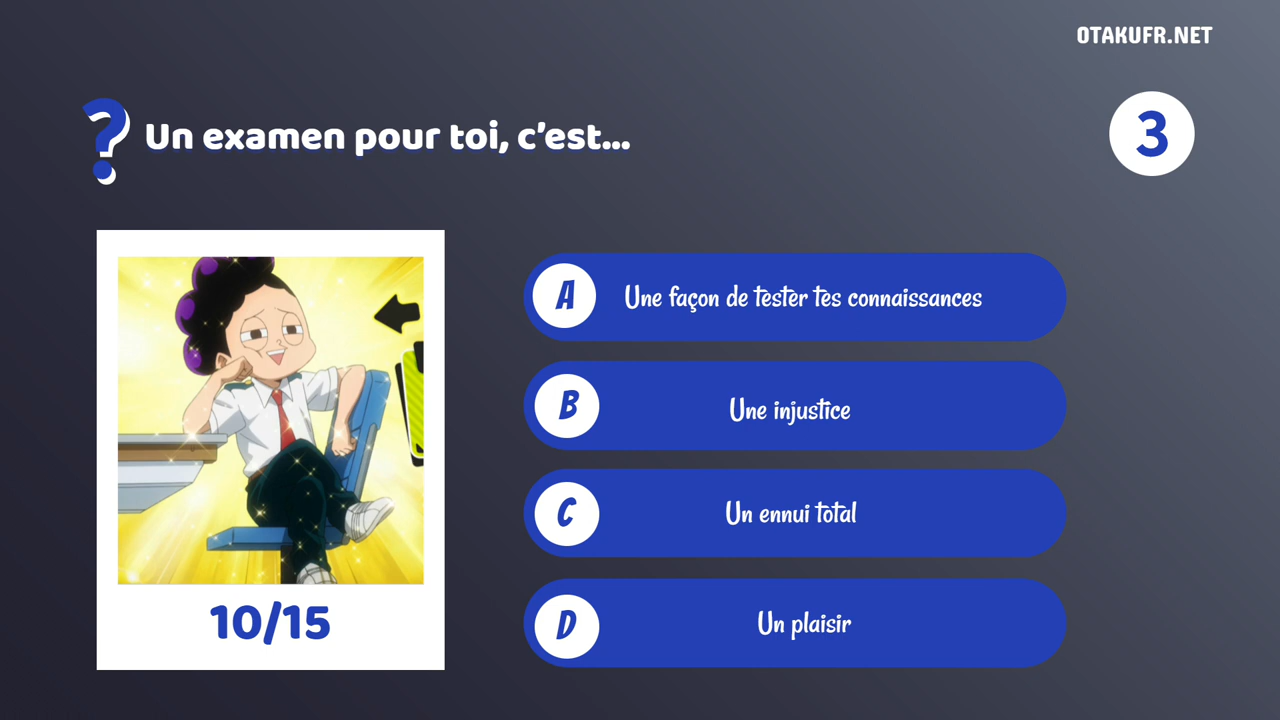 OTAKUFR.NET
? Un examen pour toi, c'est...
3
A Une façon de tester tes connaissances
B Une injustice
C Un ennui total
D Un plaisir
10/15